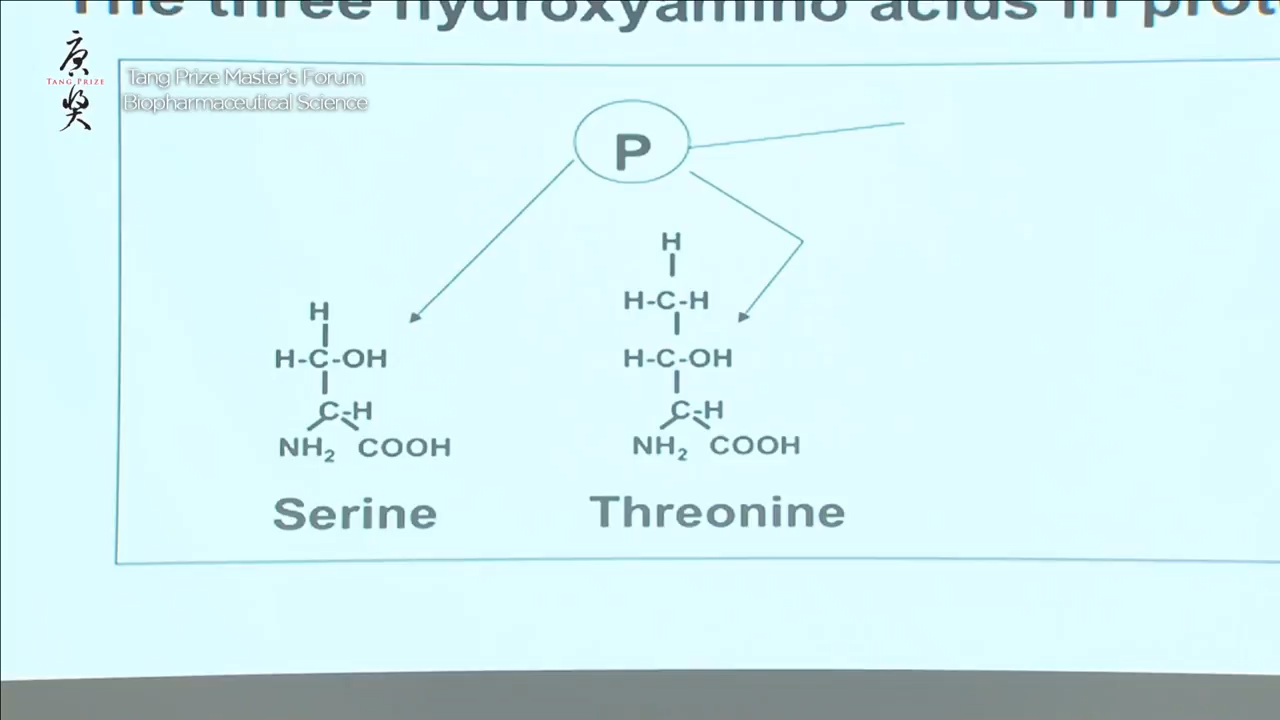 The three hydroxyamino acids in prot
唐獎
TANG PRIZE
Tang Prize Master's Forum
Biopharmaceutical Science
P
H
H-C-H
H
H-C-OH
H-C-OH
C-H
C-H
NH₂ COOH
NH₂ COOH
Serine
Threonine